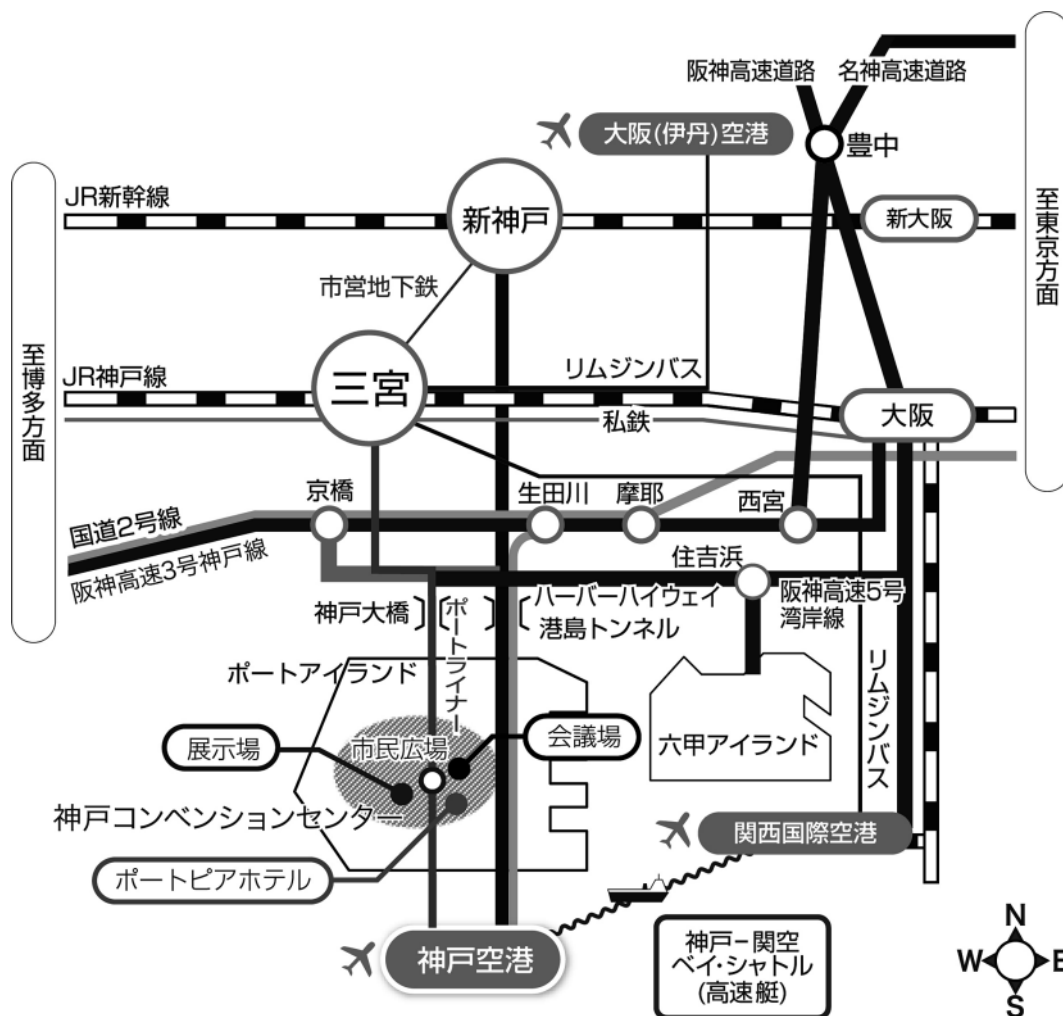 阪神高速道路
名神高速道路
大阪(伊丹)空港
豊中
JR新幹線
新神戸
新大阪
至東京方面
市営地下鉄
至博多方面
JR神戸線
三宮
リムジンバス
私鉄
大阪
京橋
生田川
摩耶
西宮
国道2号線
阪神高速3号神戸線
住吉浜
阪神高速5号
湾岸線
神戸大橋
ポートライナー
ハーバーハイウェイ
港島トンネル
リムジンバス
ポートアイランド
展示場
市民広場
会議場
六甲アイランド
神戸コンベンションセンター
関西国際空港
ポートピアホテル
神戸空港
神戸－関空
ベイ・シャトル
(高速艇)
N
W
E
S